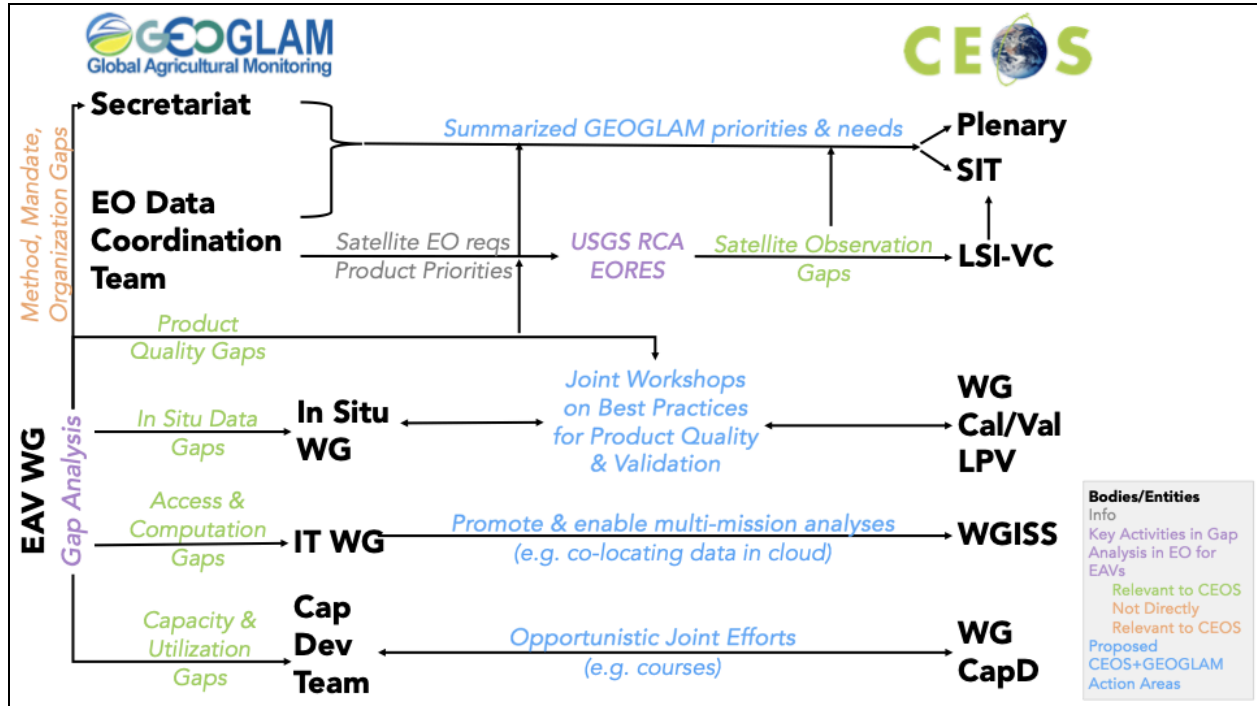 GEOGLAM
Global Agricultural Monitoring
CEOS
Secretariat
Method, Mandate,
Organization Gaps
Summarized GEOGLAM priorities & needs
Plenary
SIT
EO Data
Coordination
Team
Satellite EO reqs
Product Priorities
USGS RCA
EORES
Satellite Observation
Gaps
LSI-VC
Product
Quality Gaps
EAV WG
Gap Analysis
In Situ Data
Gaps
In Situ
WG
Joint Workshops
on Best Practices
for Product Quality
& Validation
WG
Cal/Val
LPV
Access &
Computation
Gaps
IT WG
Promote & enable multi-mission analyses
(e.g. co-locating data in cloud)
WGISS
Capacity &
Utilization
Gaps
Cap
Dev
Team
Opportunistic Joint Efforts
(e.g. courses)
WG
CapD
Bodies/Entities
Info
Key Activities in Gap
Analysis in EO for
EAVs
Relevant to CEOS
Not Directly
Relevant to CEOS
Proposed
CEOS+GEOGLAM
Action Areas